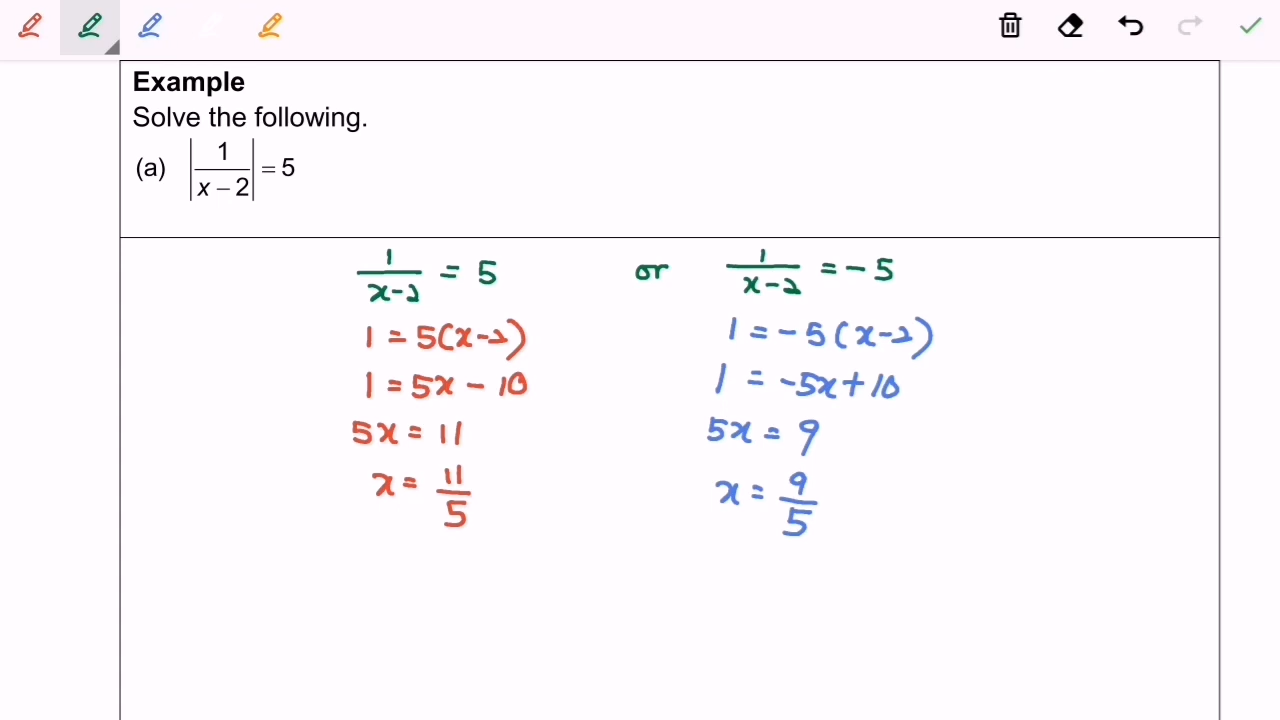 Example
Solve the following.
(a) |1/(x − 2)| = 5
1/(x-2) = 5 or 1/(x-2) = -5
1 = 5(x-2) 1 = -5(x-2)
1 = 5x - 10 1 = -5x+10
5x = 11 5x = 9
x = 11/5 x = 9/5